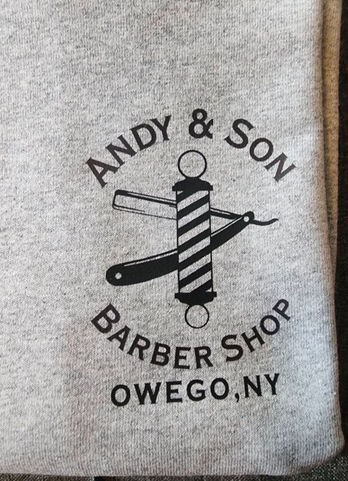 ANDY & SON
BARBER SHOP
OWEGO, NY